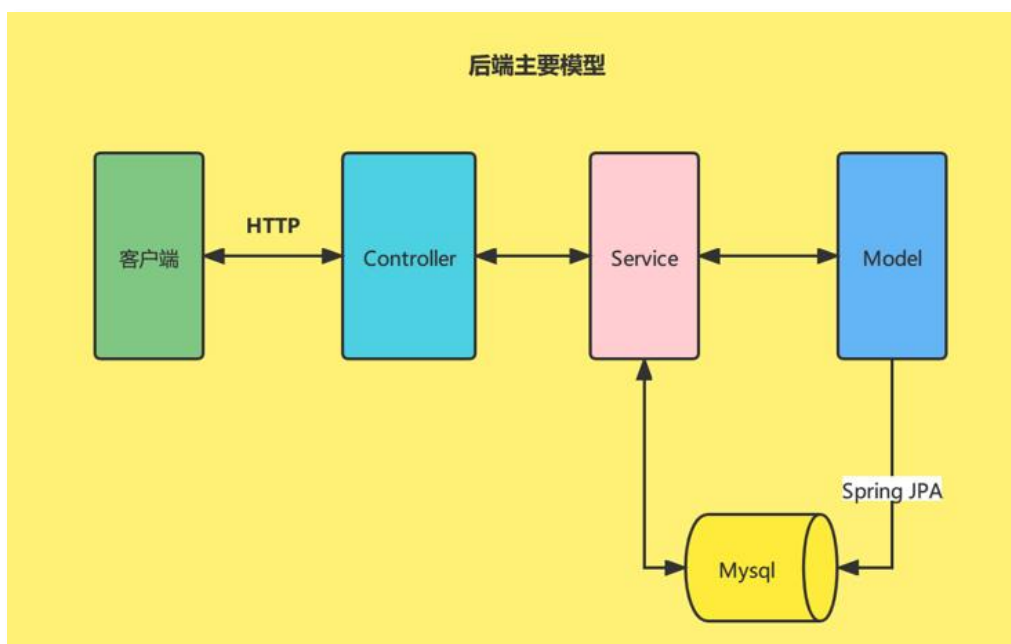 后端主要模型
HTTP
客户端
Controller
Service
Model
Spring JPA
Mysql